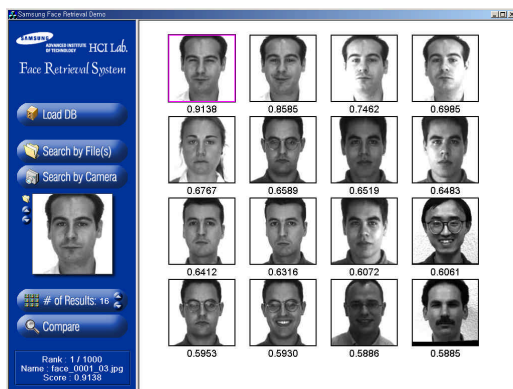 Samsung Face Retrieval Demo
SAMSUNG
ADVANCED INSTITUTE
OF TECHNOLOGY
HCI Lab.
Face Retrieval System
Load DB
Search by File(s)
Search by Camera
# of Results: 16
Compare
Rank : 1 / 1000
Name : face_0001_03.jpg
Score : 0.9138
0.9138 0.8585 0.7462 0.6985
0.6767 0.6589 0.6519 0.6483
0.6412 0.6316 0.6072 0.6061
0.5953 0.5930 0.5886 0.5885